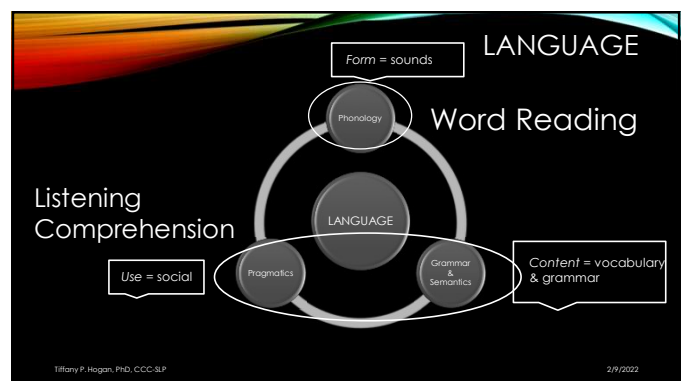 LANGUAGE
Form = sounds
Phonology
Word Reading
Listening
Comprehension
LANGUAGE
Use = social
Pragmatics
Grammar
&
Semantics
Content = vocabulary
& grammar
Tiffany P. Hogan, PhD, CCC-SLP
2/9/2022